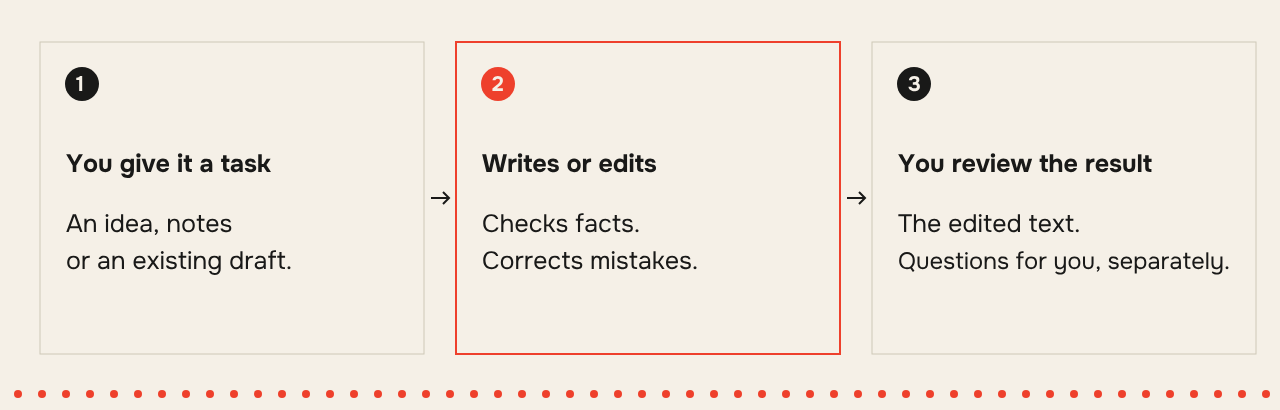 1
You give it a task
An idea, notes
or an existing draft.
→
2
Writes or edits
Checks facts.
Corrects mistakes.
→
3
You review the result
The edited text.
Questions for you, separately.